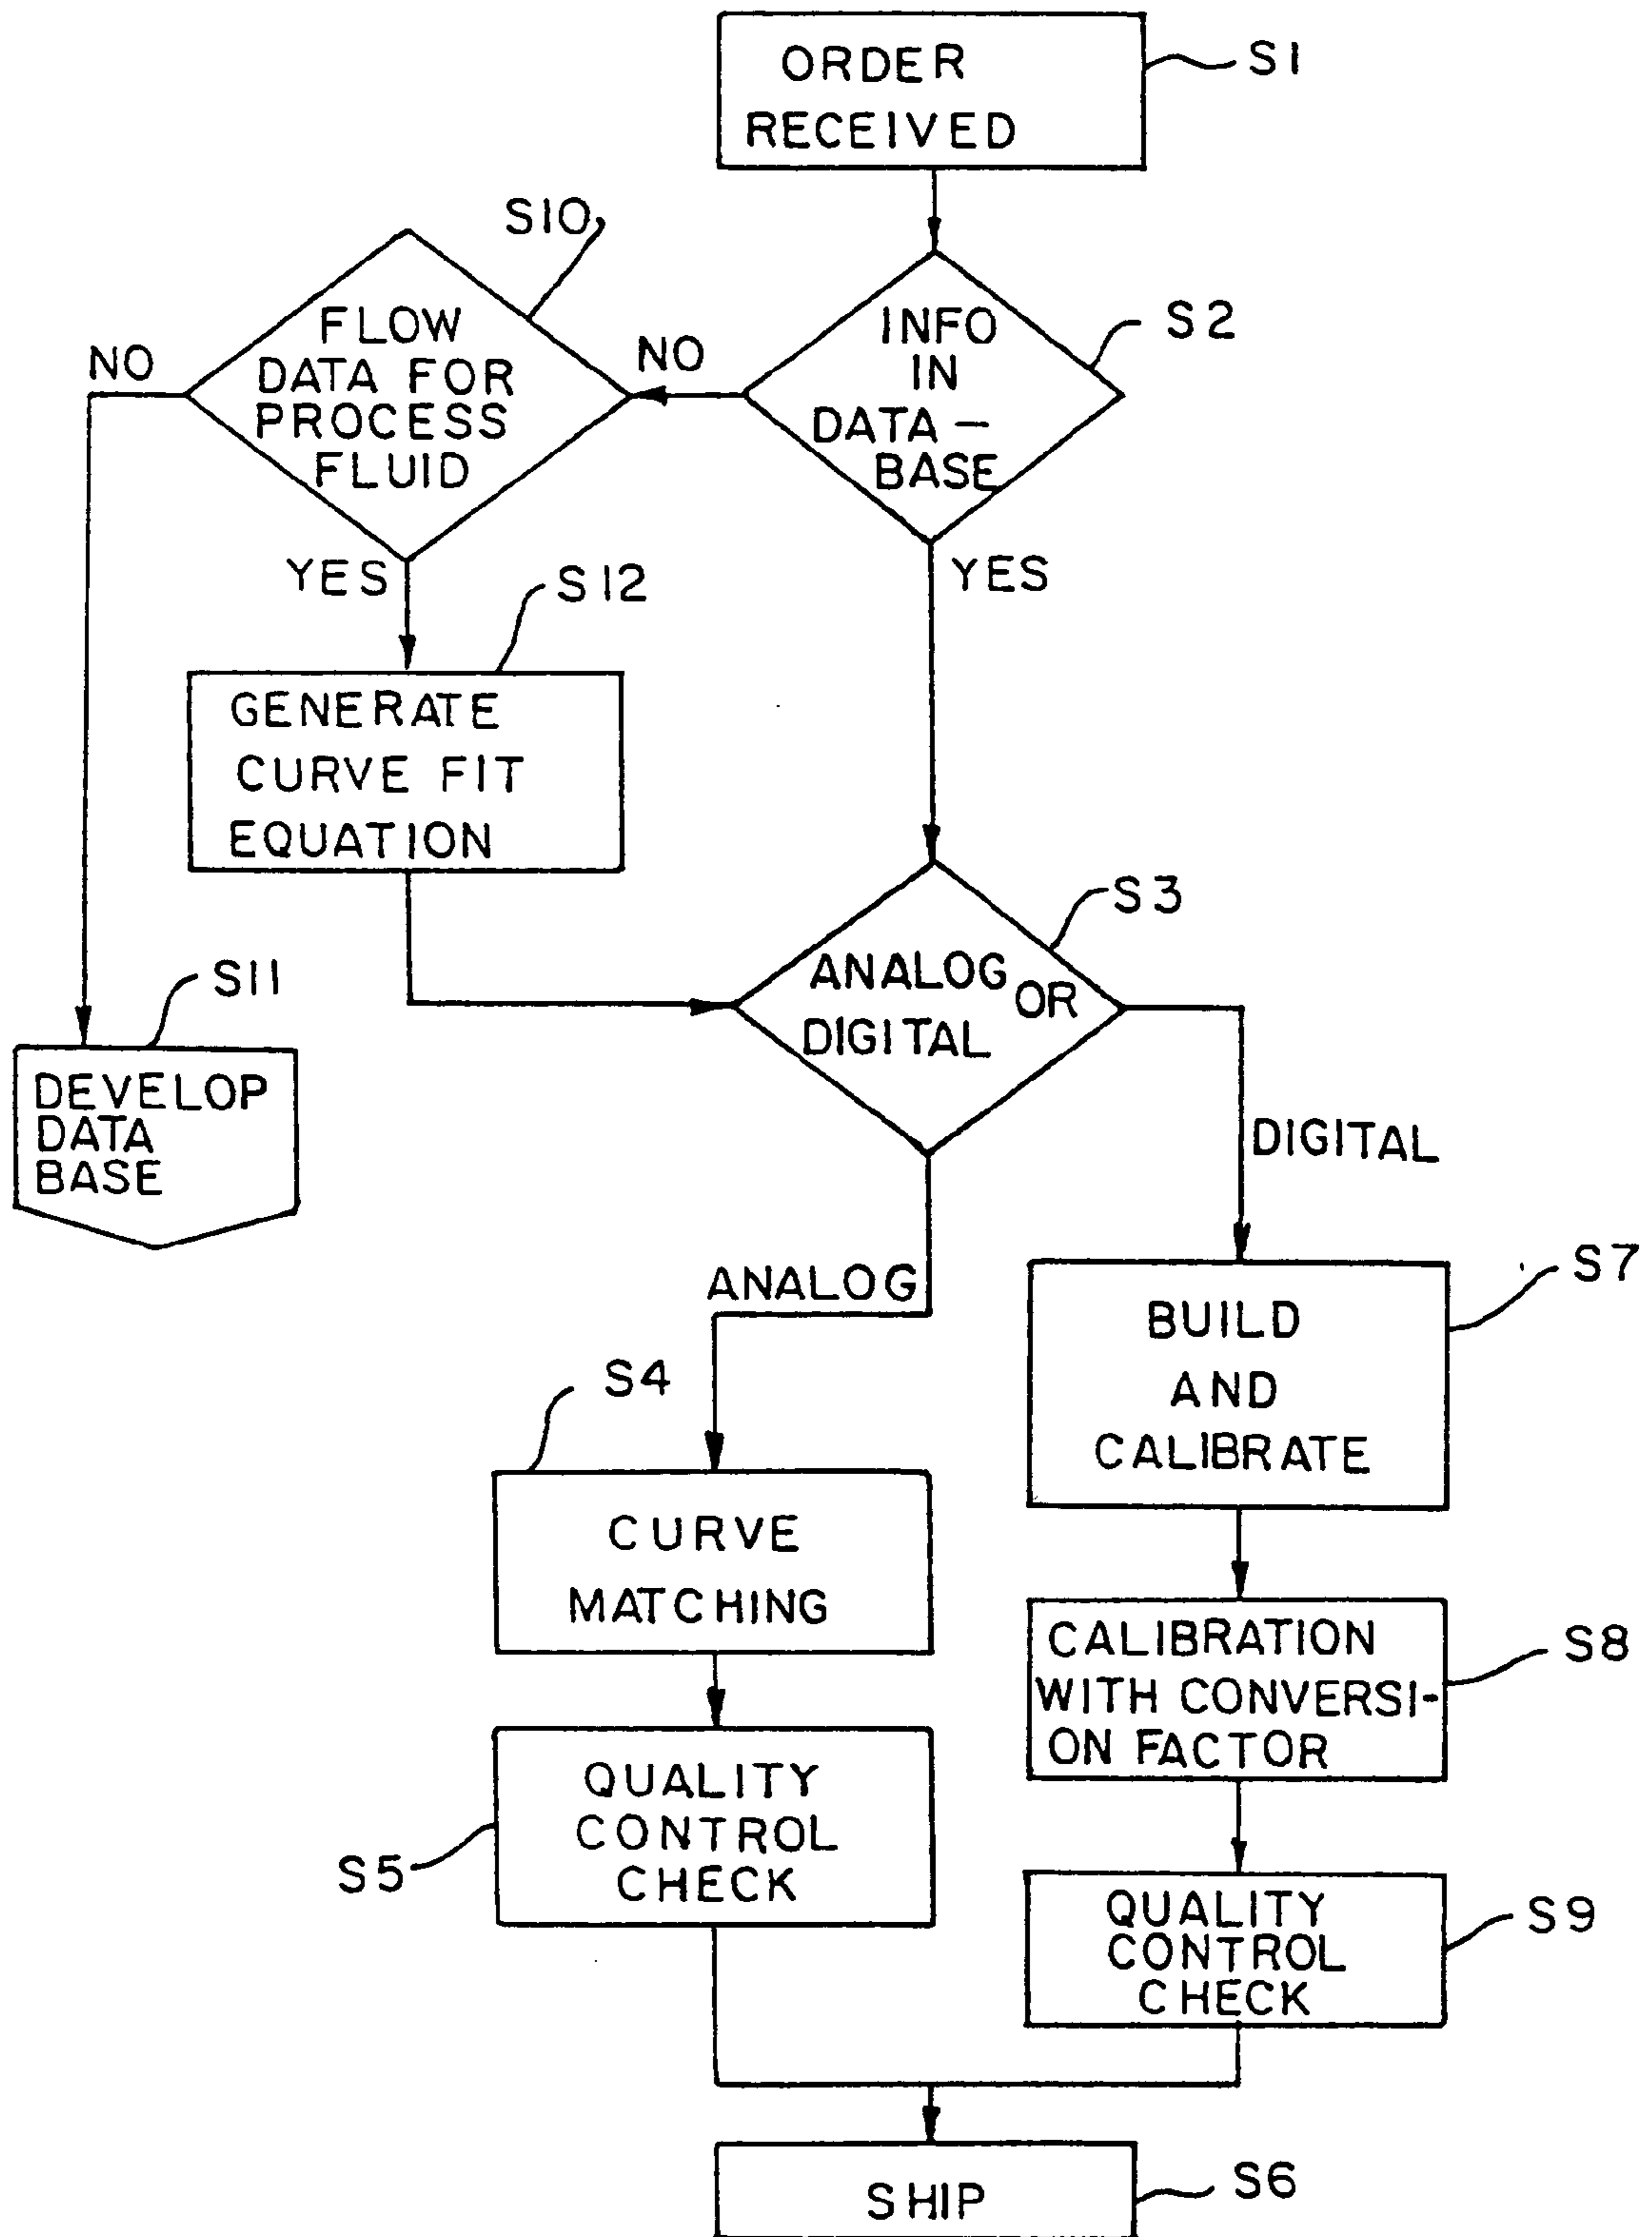 ORDER
RECEIVED
S1
S10
FLOW
DATA FOR
PROCESS
FLUID
NO
NO
INFO
IN
DATA-
BASE
S2
YES
YES
S12
GENERATE
CURVE FIT
EQUATION
S3
ANALOG OR
DIGITAL
S11
DEVELOP
DATA
BASE
DIGITAL
ANALOG
S7
BUILD
AND
CALIBRATE
S4
CURVE
MATCHING
S8
CALIBRATION
WITH CONVERSI-
ON FACTOR
S5
QUALITY
CONTROL
CHECK
S9
QUALITY
CONTROL
CHECK
SHIP
S6